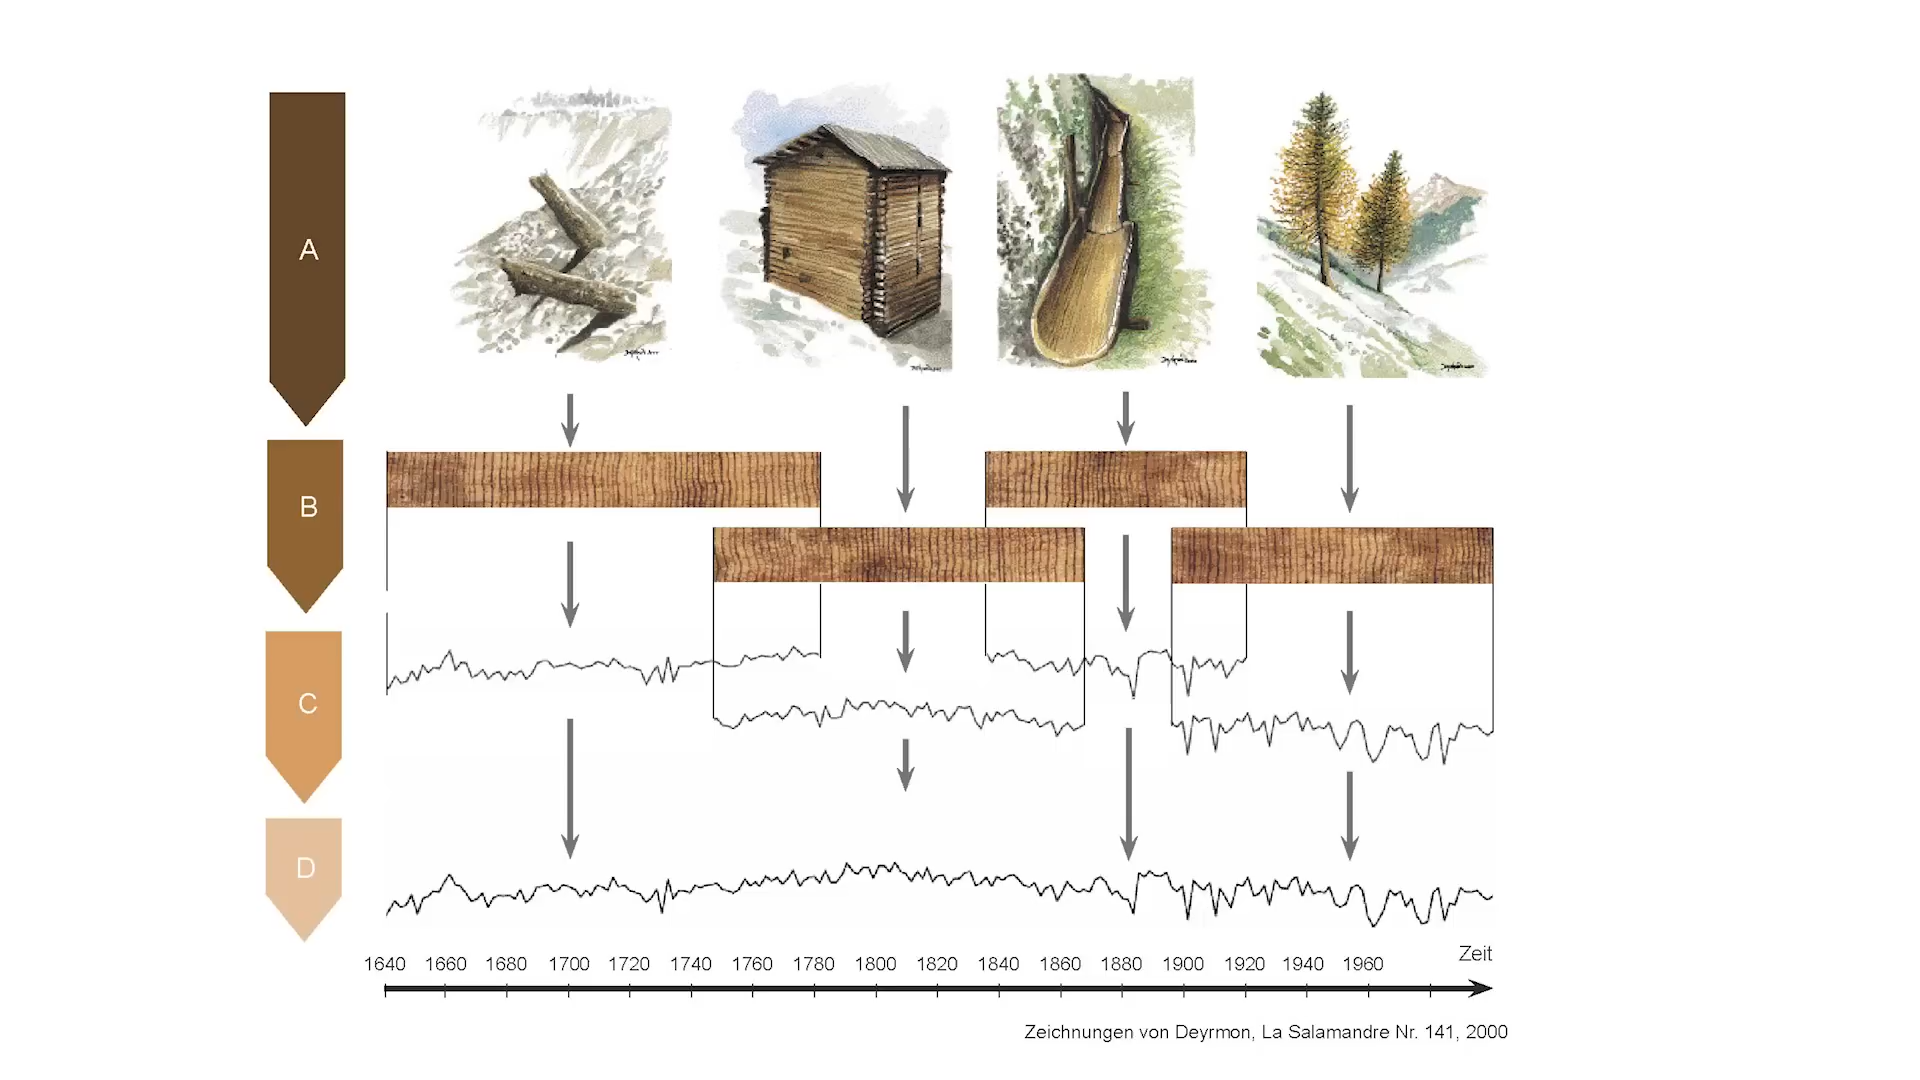 A
B
C
D
1640 1660 1680 1700 1720 1740 1760 1780 1800 1820 1840 1860 1880 1900 1920 1940 1960
Zeit
Zeichnungen von Deyrmon, La Salamandre Nr. 141, 2000